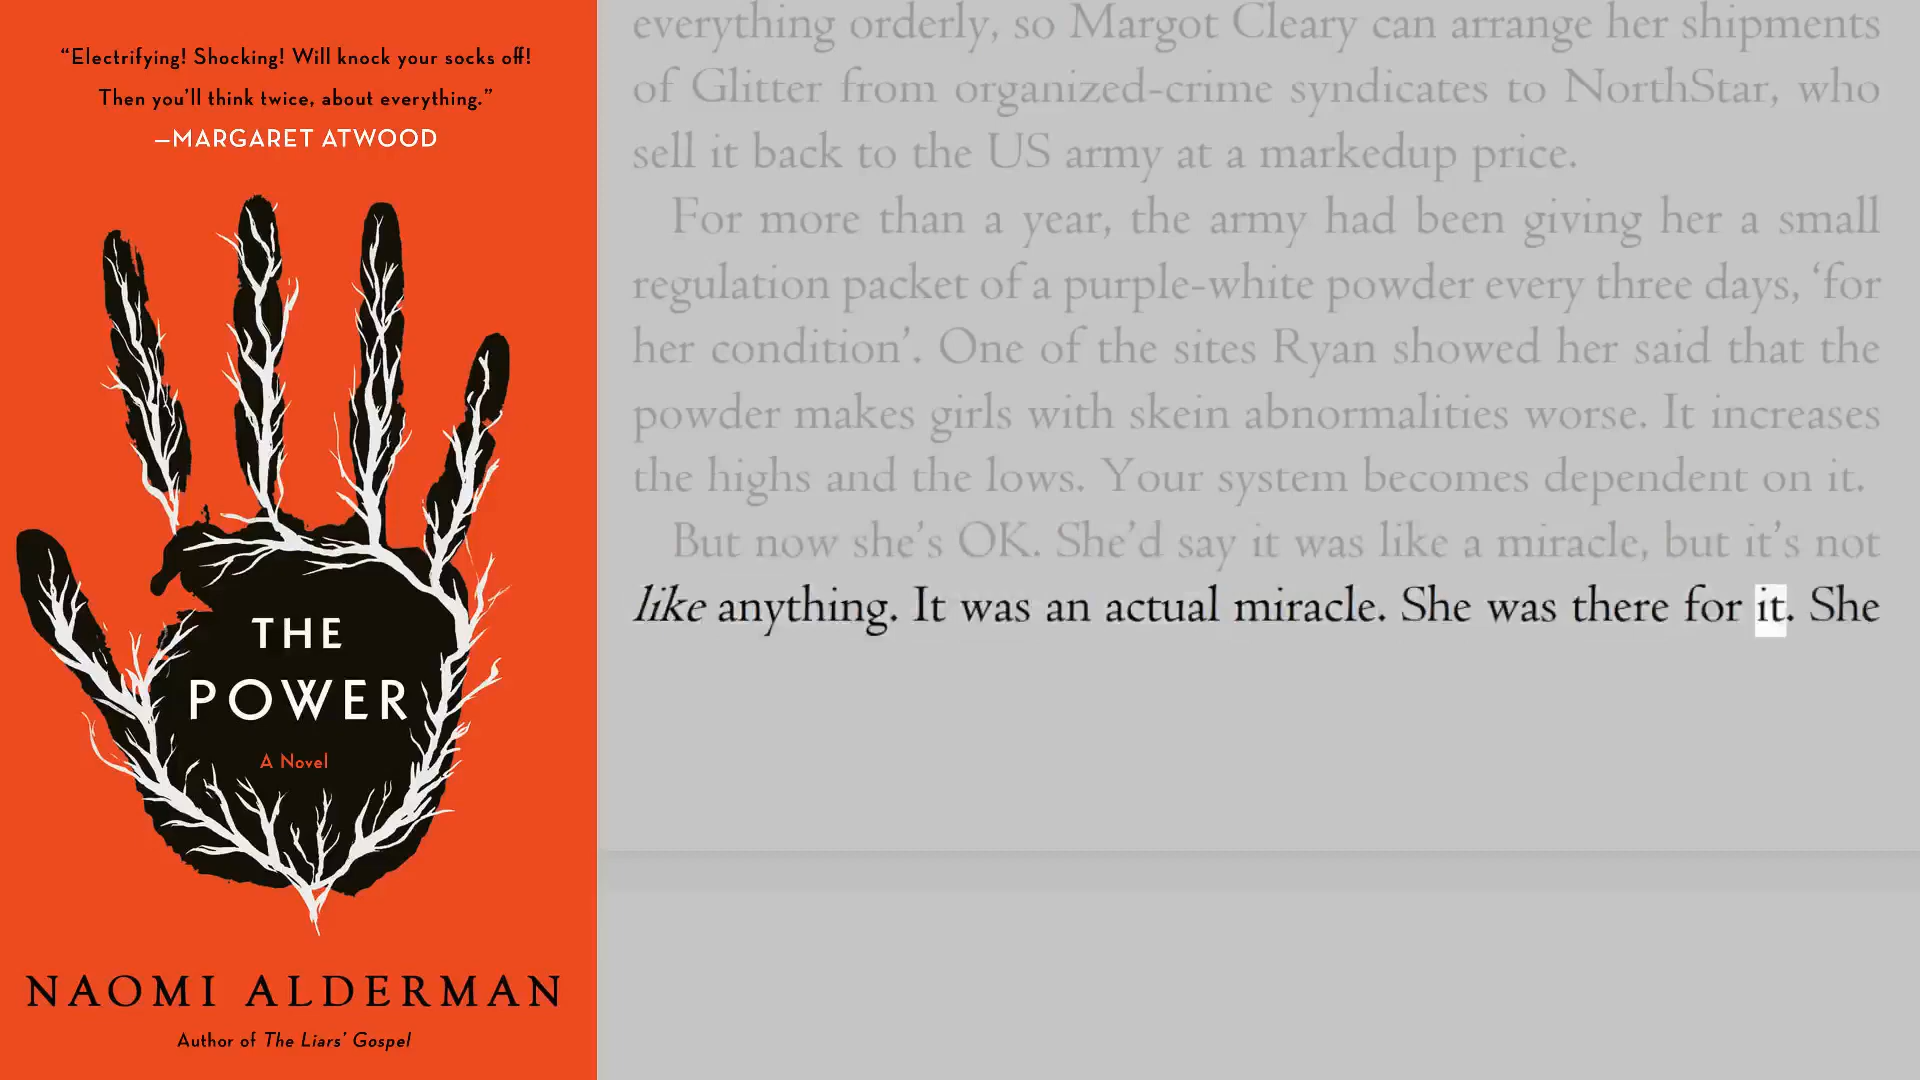 “Electrifying! Shocking! Will knock your socks off!
Then you’ll think twice, about everything.”
—MARGARET ATWOOD
THE
POWER
A Novel
NAOMI ALDERMAN
Author of The Liars’ Gospel
everything orderly, so Margot Cleary can arrange her shipments
of Glitter from organized-crime syndicates to NorthStar, who
sell it back to the US army at a markedup price.
For more than a year, the army had been giving her a small
regulation packet of a purple-white powder every three days, ‘for
her condition’. One of the sites Ryan showed her said that the
powder makes girls with skein abnormalities worse. It increases
the highs and the lows. Your system becomes dependent on it.
But now she’s OK. She’d say it was like a miracle, but it’s not
like anything. It was an actual miracle. She was there for it. She